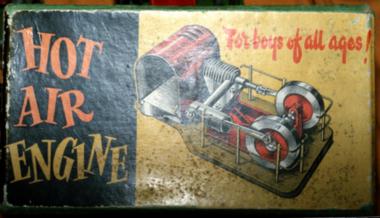 HOT
AIR
ENGINE
For boys of all ages!